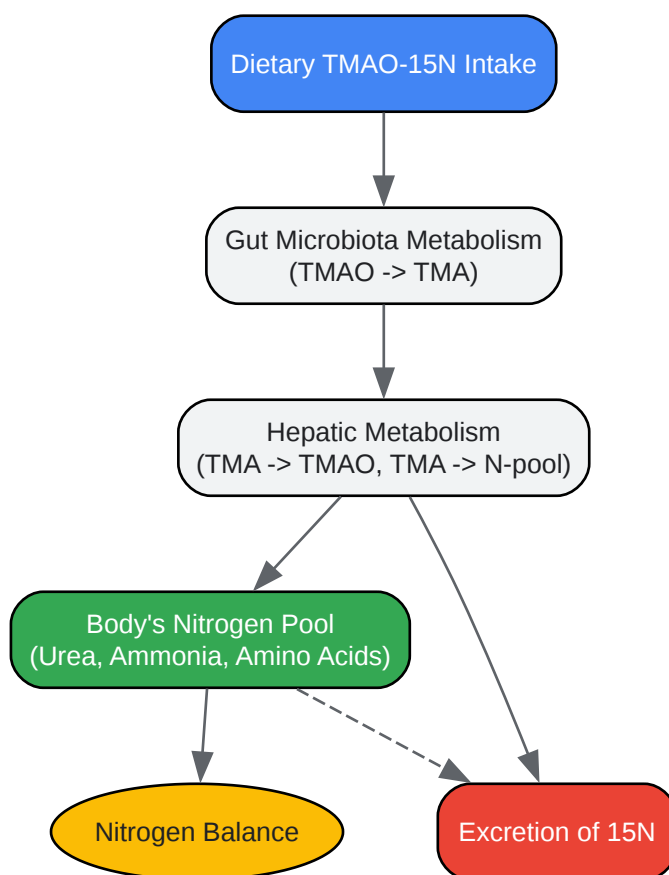 Dietary TMAO-15N Intake
Gut Microbiota Metabolism
(TMAO -> TMA)
Hepatic Metabolism
(TMA -> TMAO, TMA -> N-pool)
Body's Nitrogen Pool
(Urea, Ammonia, Amino Acids)
Nitrogen Balance
Excretion of 15N